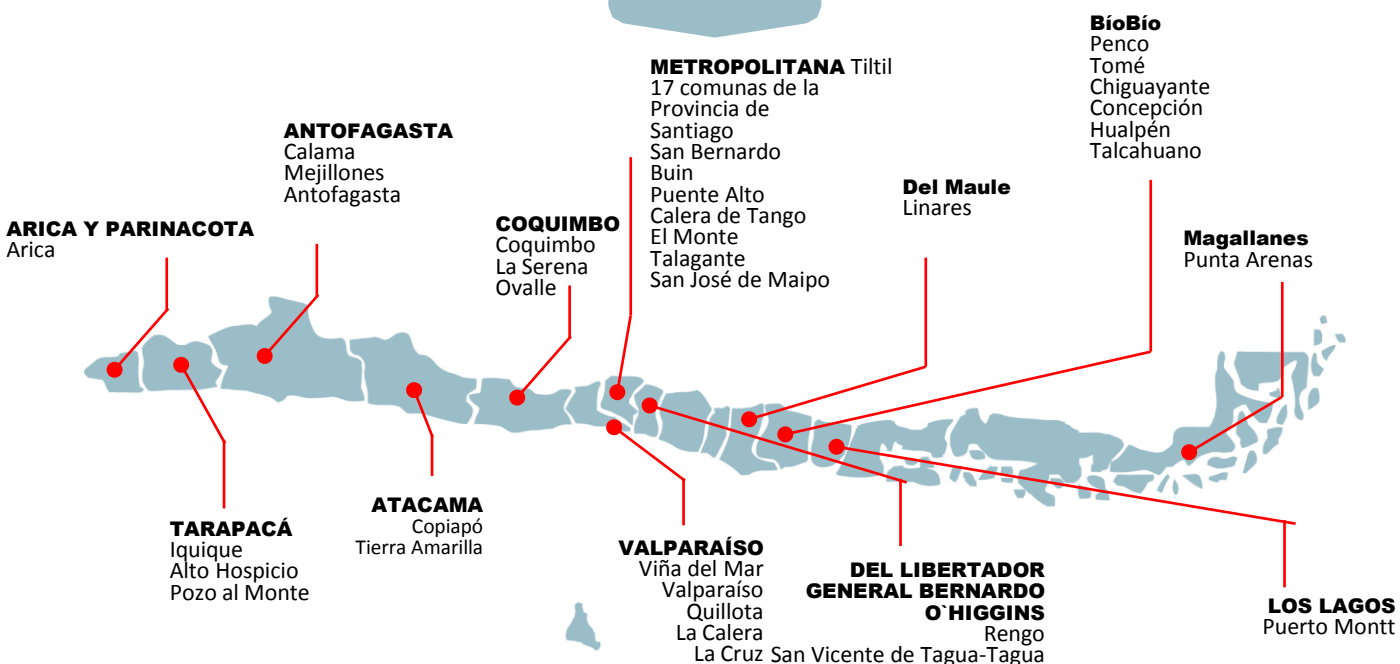 ARICA Y PARINACOTA
Arica
TARAPACÁ
Iquique
Alto Hospicio
Pozo al Monte
ANTOFAGASTA
Calama
Mejillones
Antofagasta
ATACAMA
Copiapó
Tierra Amarilla
COQUIMBO
Coquimbo
La Serena
Ovalle
METROPOLITANA Tiltil
17 comunas de la
Provincia de
Santiago
San Bernardo
Buin
Puente Alto
Calera de Tango
El Monte
Talagante
San José de Maipo
VALPARAÍSO
Viña del Mar
Valparaíso
Quillota
La Calera
La Cruz
DEL LIBERTADOR
GENERAL BERNARDO
O`HIGGINS
Rengo
San Vicente de Tagua-Tagua
Del Maule
Linares
BíoBío
Penco
Tomé
Chiguayante
Concepción
Hualpén
Talcahuano
Magallanes
Punta Arenas
LOS LAGOS
Puerto Montt